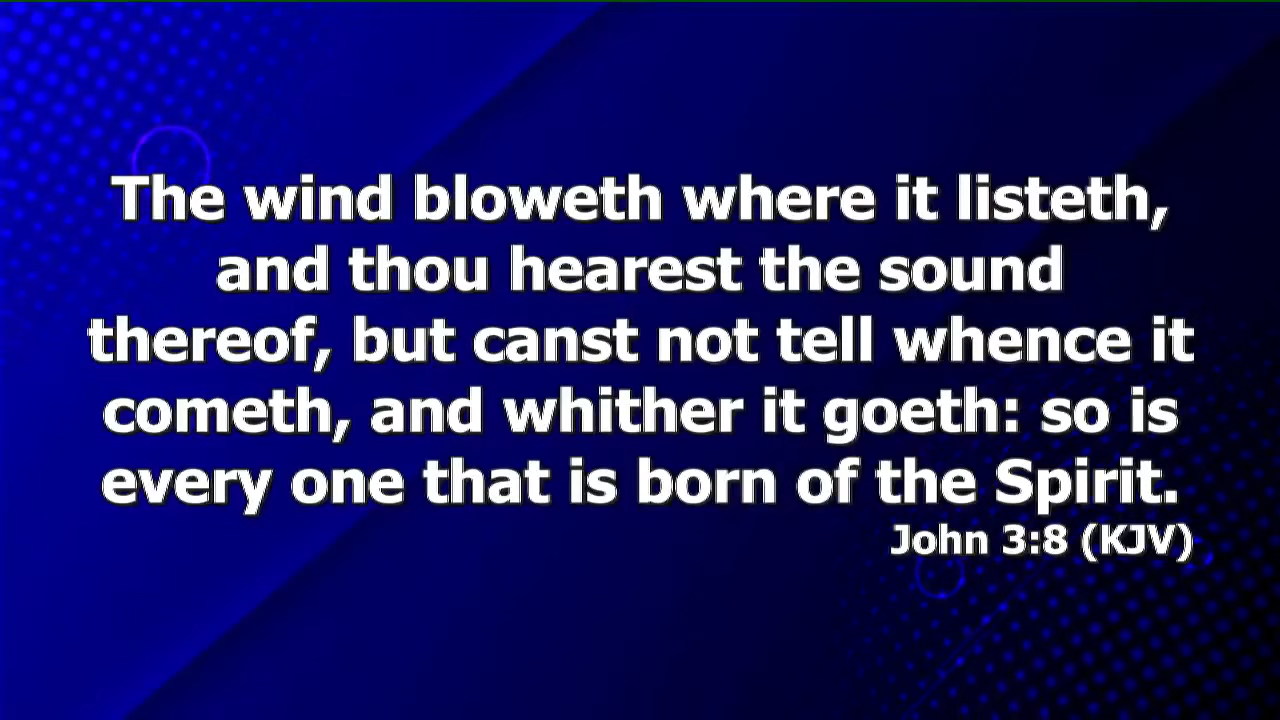 The wind bloweth where it listeth,
and thou hearest the sound
thereof, but canst not tell whence it
cometh, and whither it goeth: so is
every one that is born of the Spirit.
John 3:8 (KJV)